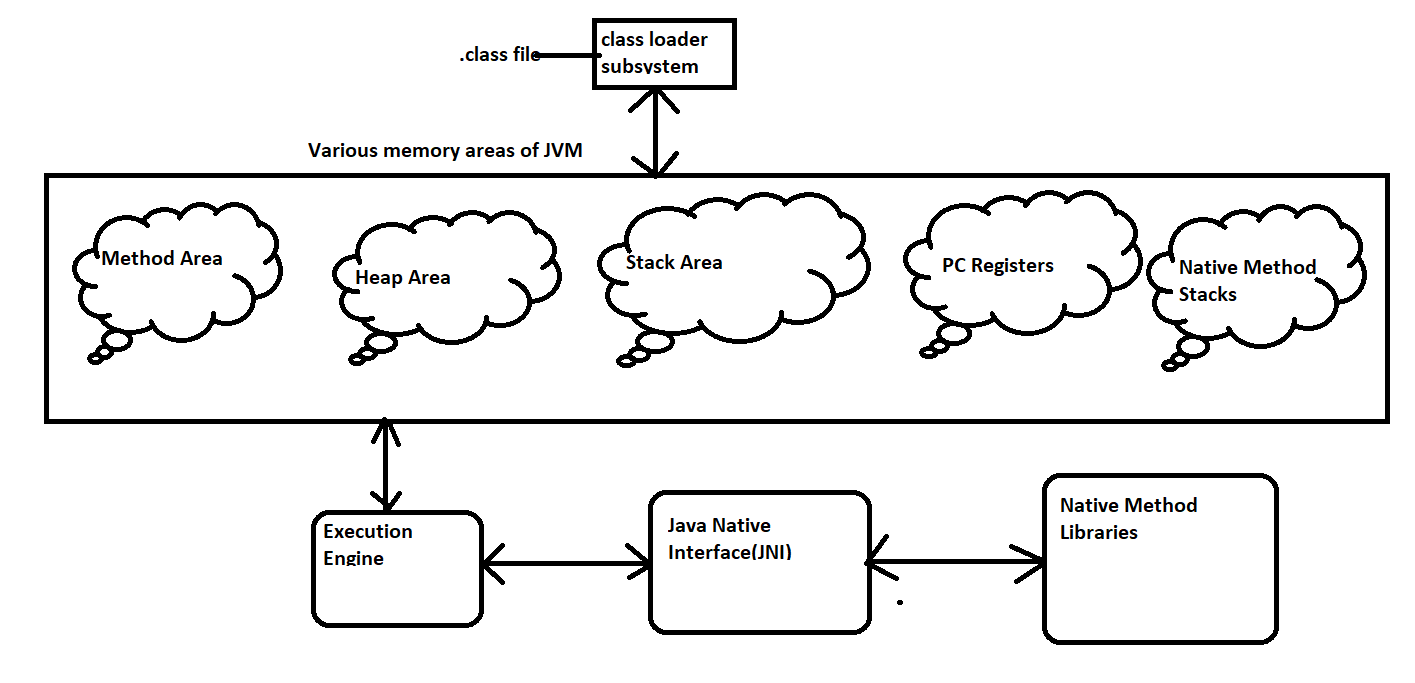 .class file
class loader
subsystem
Various memory areas of JVM
Method Area
Heap Area
Stack Area
PC Registers
Native Method
Stacks
Execution
Engine
Java Native
Interface(JNI)
Native Method
Libraries